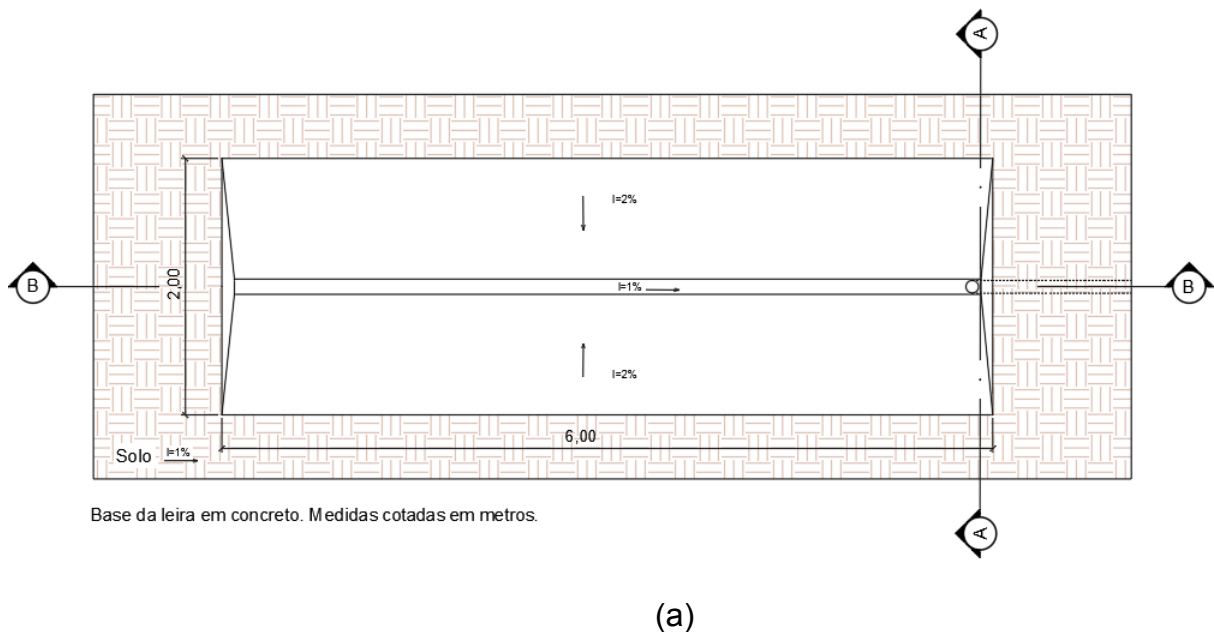 A
I=2%
B
2,00
I=1%
B
I=2%
6,00
Solo I=1%
Base da leira em concreto. Medidas cotadas em metros.
A
(a)